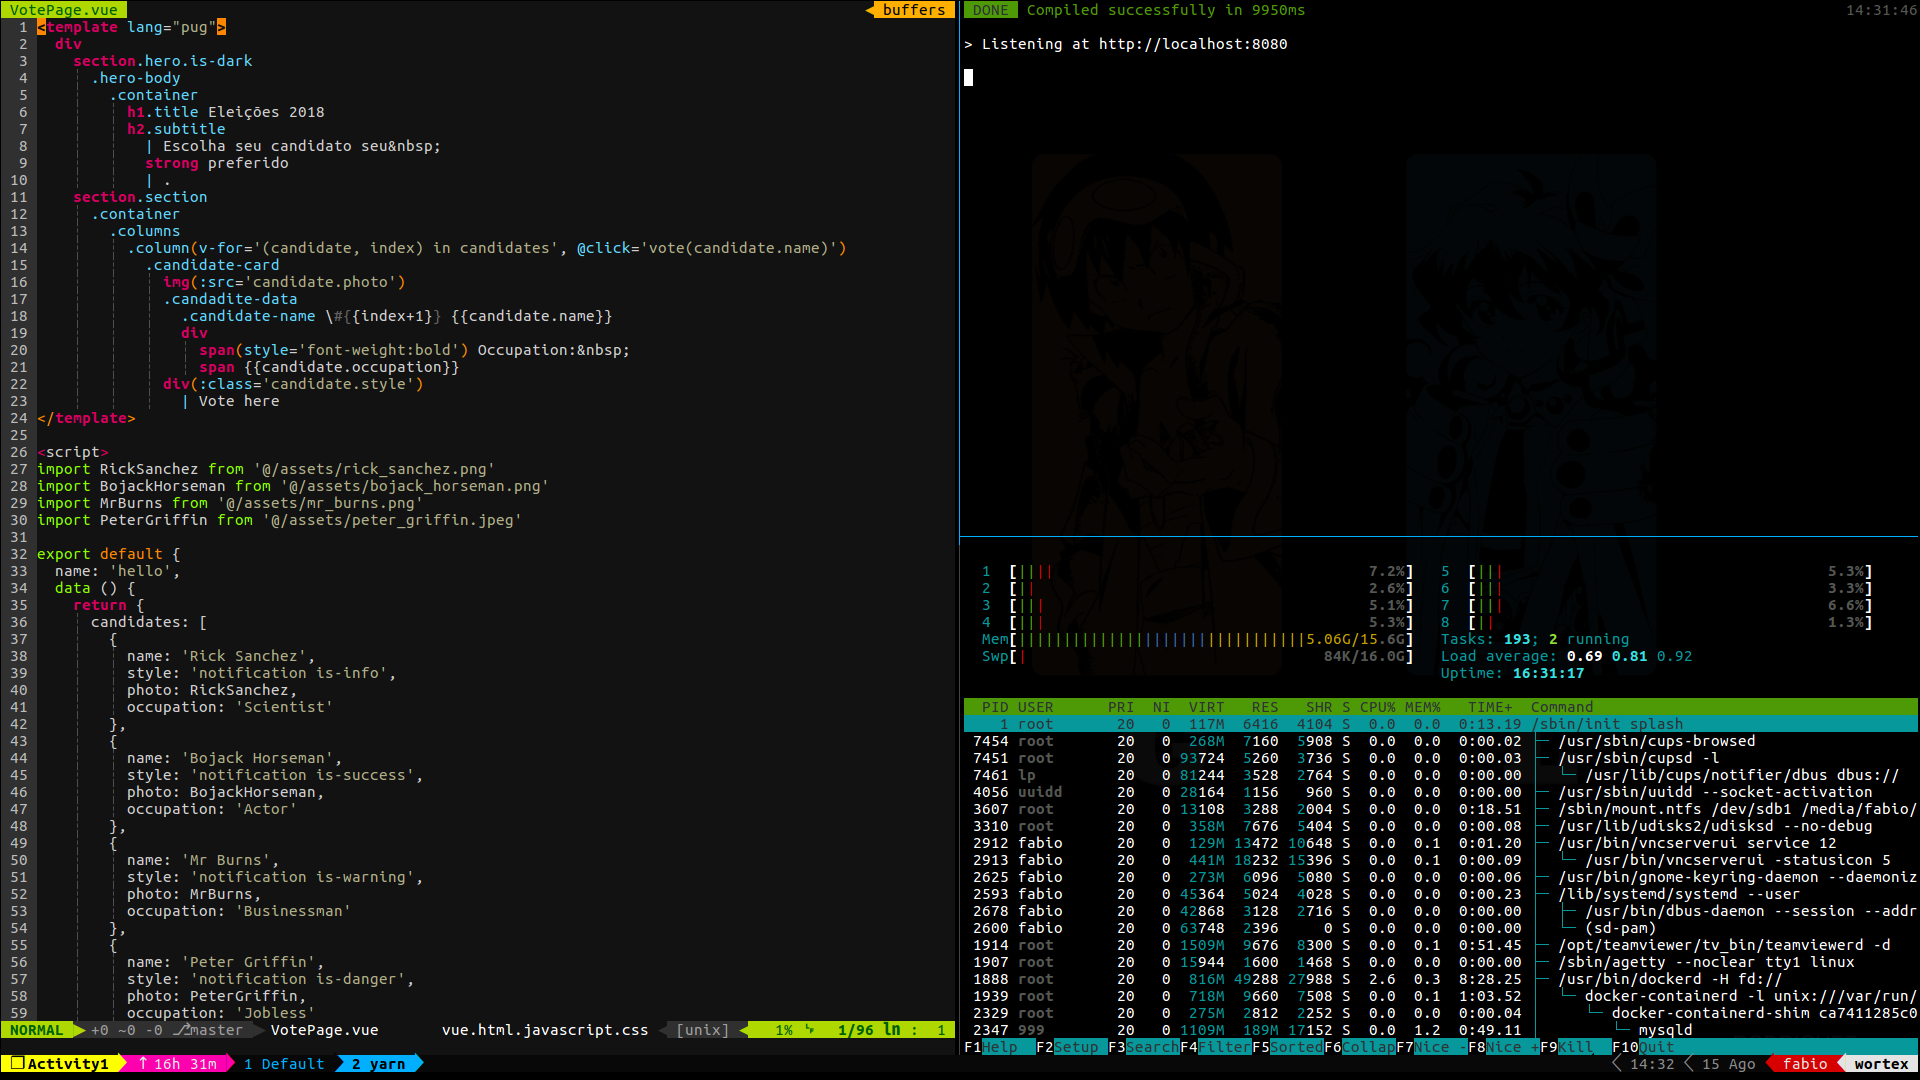 VotePage.vue buffers
1 <template lang="pug">
2 div
3 section.hero.is-dark
4 .hero-body
5 .container
6 h1.title Eleições 2018
7 h2.subtitle
8 | Escolha seu candidato seu&nbsp;
9 strong preferido
10 | .
11 section.section
12 .container
13 .columns
14 .column(v-for='(candidate, index) in candidates', @click='vote(candidate.name)')
15 .candidate-card
16 img(:src='candidate.photo')
17 .candadite-data
18 .candidate-name \#{{index+1}} {{candidate.name}}
19 div
20 span(style='font-weight:bold') Occupation:&nbsp;
21 span {{candidate.occupation}}
22 div(:class='candidate.style')
23 | Vote here
24 </template>
25
26 <script>
27 import RickSanchez from '@/assets/rick_sanchez.png'
28 import BojackHorseman from '@/assets/bojack_horseman.png'
29 import MrBurns from '@/assets/mr_burns.png'
30 import PeterGriffin from '@/assets/peter_griffin.jpeg'
31
32 export default {
33 name: 'hello',
34 data () {
35 return {
36 candidates: [
37 {
38 name: 'Rick Sanchez',
39 style: 'notification is-info',
40 photo: RickSanchez,
41 occupation: 'Scientist'
42 },
43 {
44 name: 'Bojack Horseman',
45 style: 'notification is-success',
46 photo: BojackHorseman,
47 occupation: 'Actor'
48 },
49 {
50 name: 'Mr Burns',
51 style: 'notification is-warning',
52 photo: MrBurns,
53 occupation: 'Businessman'
54 },
55 {
56 name: 'Peter Griffin',
57 style: 'notification is-danger',
58 photo: PeterGriffin,
59 occupation: 'Jobless'
NORMAL +0 ~0 -0 master VotePage.vue vue.html.javascript.css [unix] 1% 1/96 ln : 1
DONE Compiled successfully in 9950ms 14:31:46
> Listening at http://localhost:8080
1 [|||| 7.2%] 5 [||| 5.3%]
2 [|| 2.6%] 6 [||| 3.3%]
3 [||| 5.1%] 7 [||| 6.6%]
4 [||| 5.3%] 8 [|| 1.3%]
Mem[||||||||||||||||||||||||||||||||5.06G/15.6G] Tasks: 193; 2 running
Swp[| 84K/16.0G] Load average: 0.69 0.81 0.92
Uptime: 16:31:17
PID USER PRI NI VIRT RES SHR S CPU% MEM% TIME+ Command
1 root 20 0 117M 6416 4104 S 0.0 0.0 0:13.19 /sbin/init splash
7454 root 20 0 268M 7160 5908 S 0.0 0.0 0:00.02 ├─ /usr/sbin/cups-browsed
7451 root 20 0 93724 5260 3736 S 0.0 0.0 0:00.03 ├─ /usr/sbin/cupsd -l
7461 lp 20 0 81244 3528 2764 S 0.0 0.0 0:00.00 │ └─ /usr/lib/cups/notifier/dbus dbus://
4056 uuidd 20 0 28164 1156 960 S 0.0 0.0 0:00.00 ├─ /usr/sbin/uuidd --socket-activation
3607 root 20 0 13108 3288 2004 S 0.0 0.0 0:18.51 ├─ /sbin/mount.ntfs /dev/sdb1 /media/fabio/
3310 root 20 0 358M 7676 5404 S 0.0 0.0 0:00.08 ├─ /usr/lib/udisks2/udisksd --no-debug
2912 fabio 20 0 129M 13472 10648 S 0.0 0.1 0:01.20 ├─ /usr/bin/vncserverui service 12
2913 fabio 20 0 441M 18232 15396 S 0.0 0.1 0:00.09 │ └─ /usr/bin/vncserverui -statusicon 5
2625 fabio 20 0 273M 6096 5080 S 0.0 0.0 0:00.06 ├─ /usr/bin/gnome-keyring-daemon --daemoniz
2593 fabio 20 0 45364 5024 4028 S 0.0 0.0 0:00.23 ├─ /lib/systemd/systemd --user
2678 fabio 20 0 42868 3128 2716 S 0.0 0.0 0:00.00 │ ├─ /usr/bin/dbus-daemon --session --addr
2600 fabio 20 0 63748 2396 0 S 0.0 0.0 0:00.00 │ └─ (sd-pam)
1914 root 20 0 1509M 9676 8300 S 0.0 0.1 0:51.45 ├─ /opt/teamviewer/tv_bin/teamviewerd -d
1907 root 20 0 15944 1600 1468 S 0.0 0.0 0:00.00 ├─ /sbin/agetty --noclear tty1 linux
1888 root 20 0 816M 49288 27988 S 2.6 0.3 8:28.25 ├─ /usr/bin/dockerd -H fd://
1939 root 20 0 718M 9660 7508 S 0.0 0.1 1:03.52 │ └─ docker-containerd -l unix:///var/run/
2329 root 20 0 275M 2812 2252 S 0.0 0.0 0:00.04 │ └─ docker-containerd-shim ca7411285c0
2347 999 20 0 1109M 189M 17152 S 0.0 1.2 0:49.11 │ └─ mysqld
F1Help F2Setup F3SearchF4FilterF5SortedF6CollapF7Nice -F8Nice +F9Kill F10Quit
Activity1 ↑ 16h 31m 1 Default 2 yarn 14:32 15 Ago fabio wortex